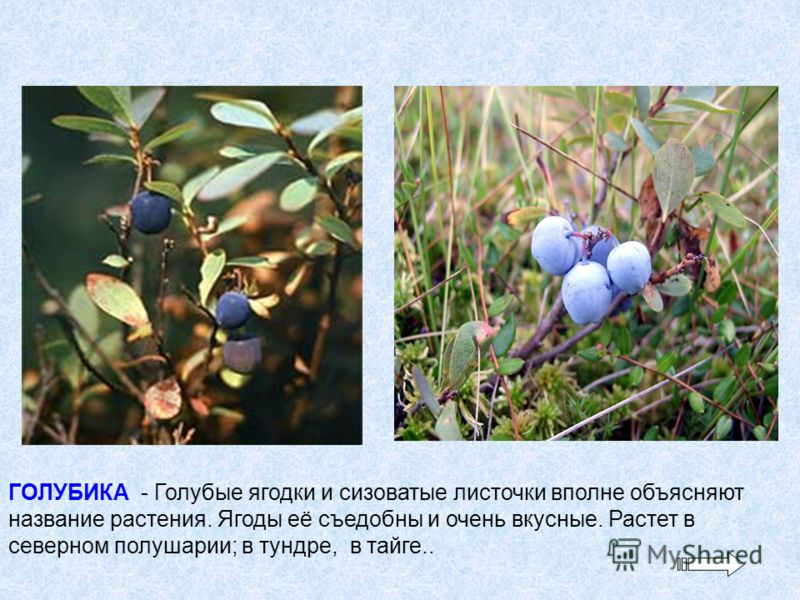 ГОЛУБИКА - Голубые ягодки и сизоватые листочки вполне объясняют
название растения. Ягоды её съедобны и очень вкусные. Растет в
северном полушарии; в тундре, в тайге..
MyShared